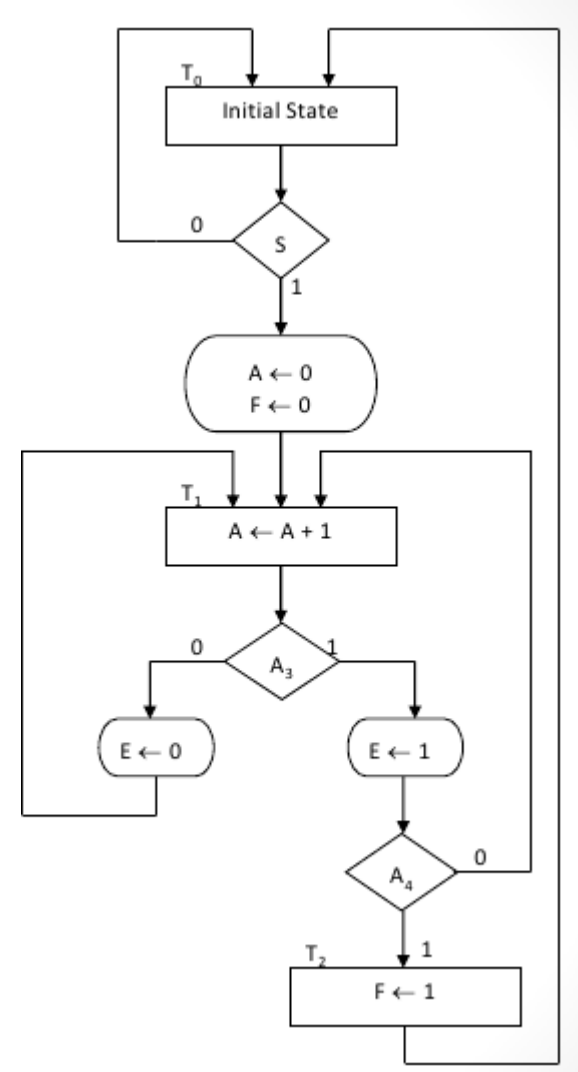 T₀
Initial State
0
S
1
A ← 0
F ← 0
T₁
A ← A + 1
0
1
A₃
E ← 0
E ← 1
0
A₄
1
T₂
F ← 1